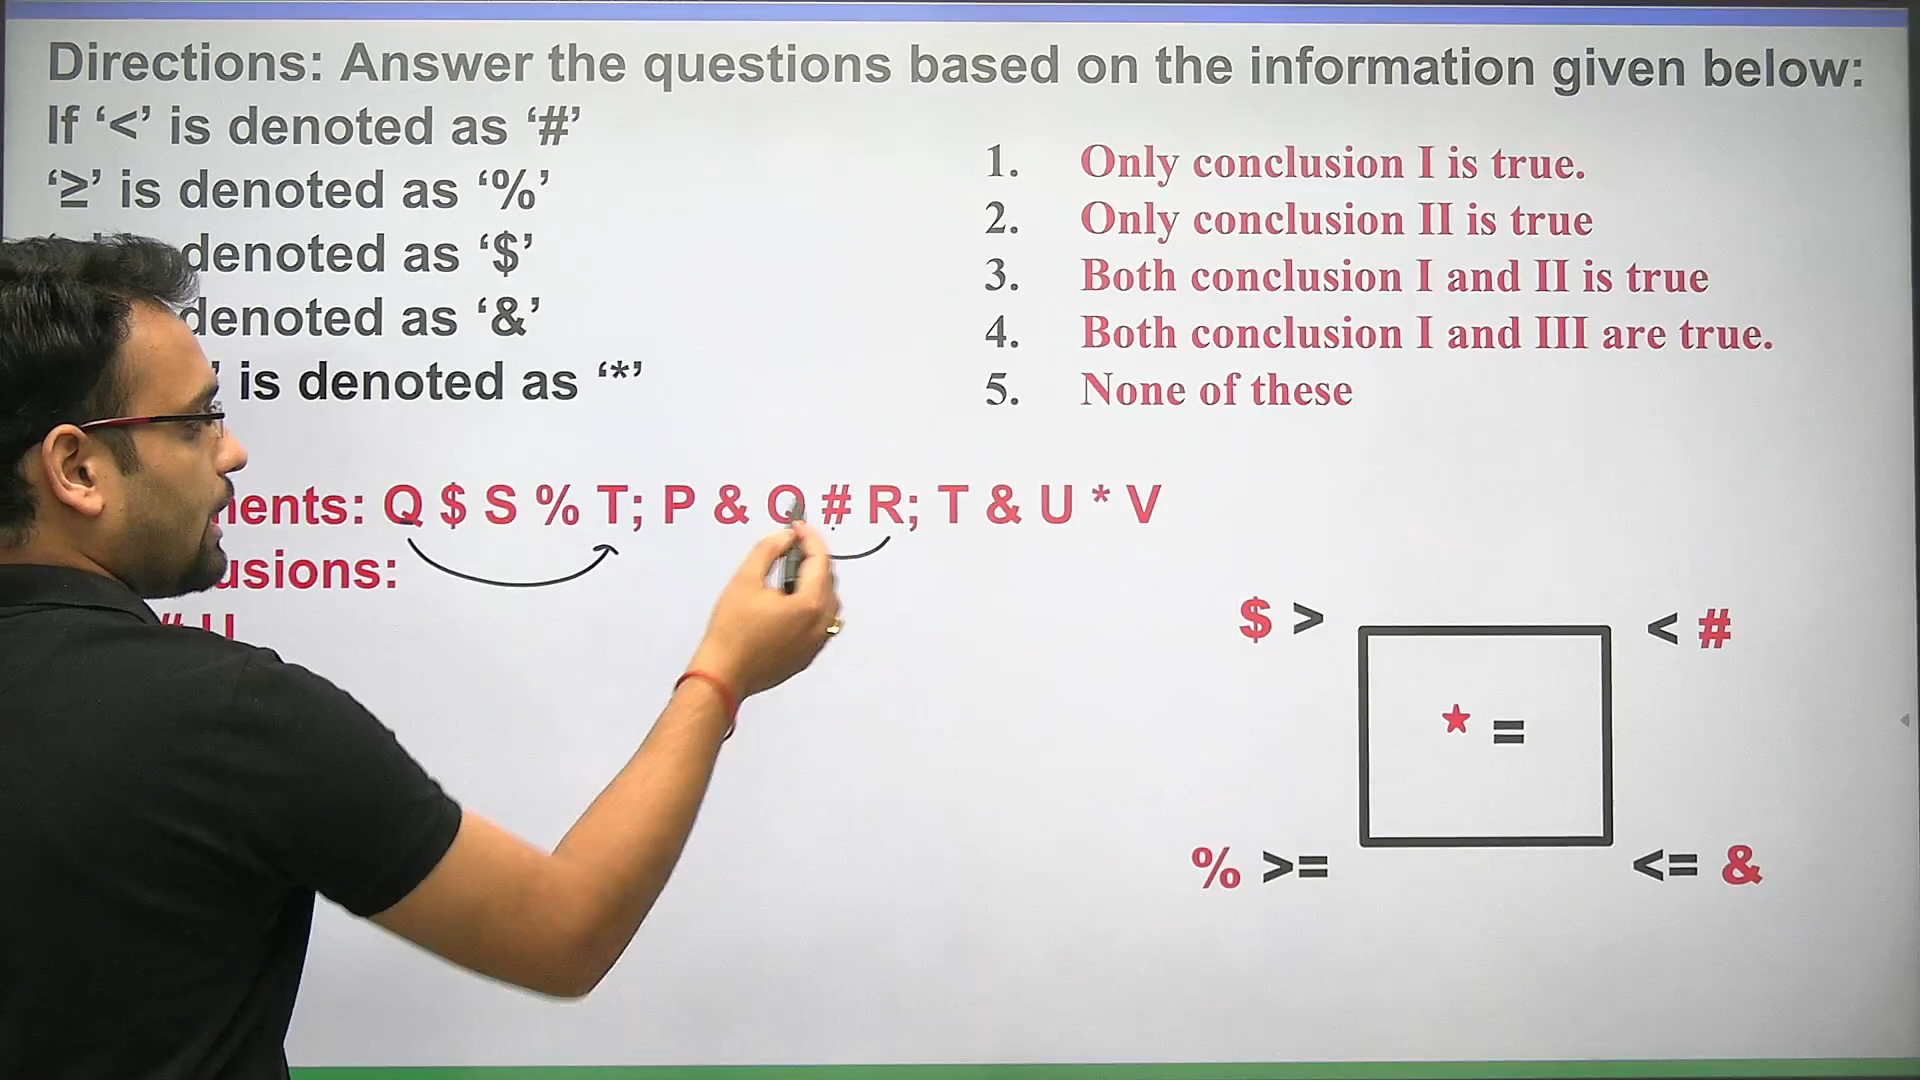 Directions: Answer the questions based on the information given below:
If ‘<’ is denoted as ‘#’
‘≥’ is denoted as ‘%’
denoted as ‘$’
denoted as ‘&’
’ is denoted as ‘*’
1. Only conclusion I is true.
2. Only conclusion II is true
3. Both conclusion I and II is true
4. Both conclusion I and III are true.
5. None of these
Q $ S % T; P & Q # R; T & U * V
# U
$ > < #
* =
% >= <= &